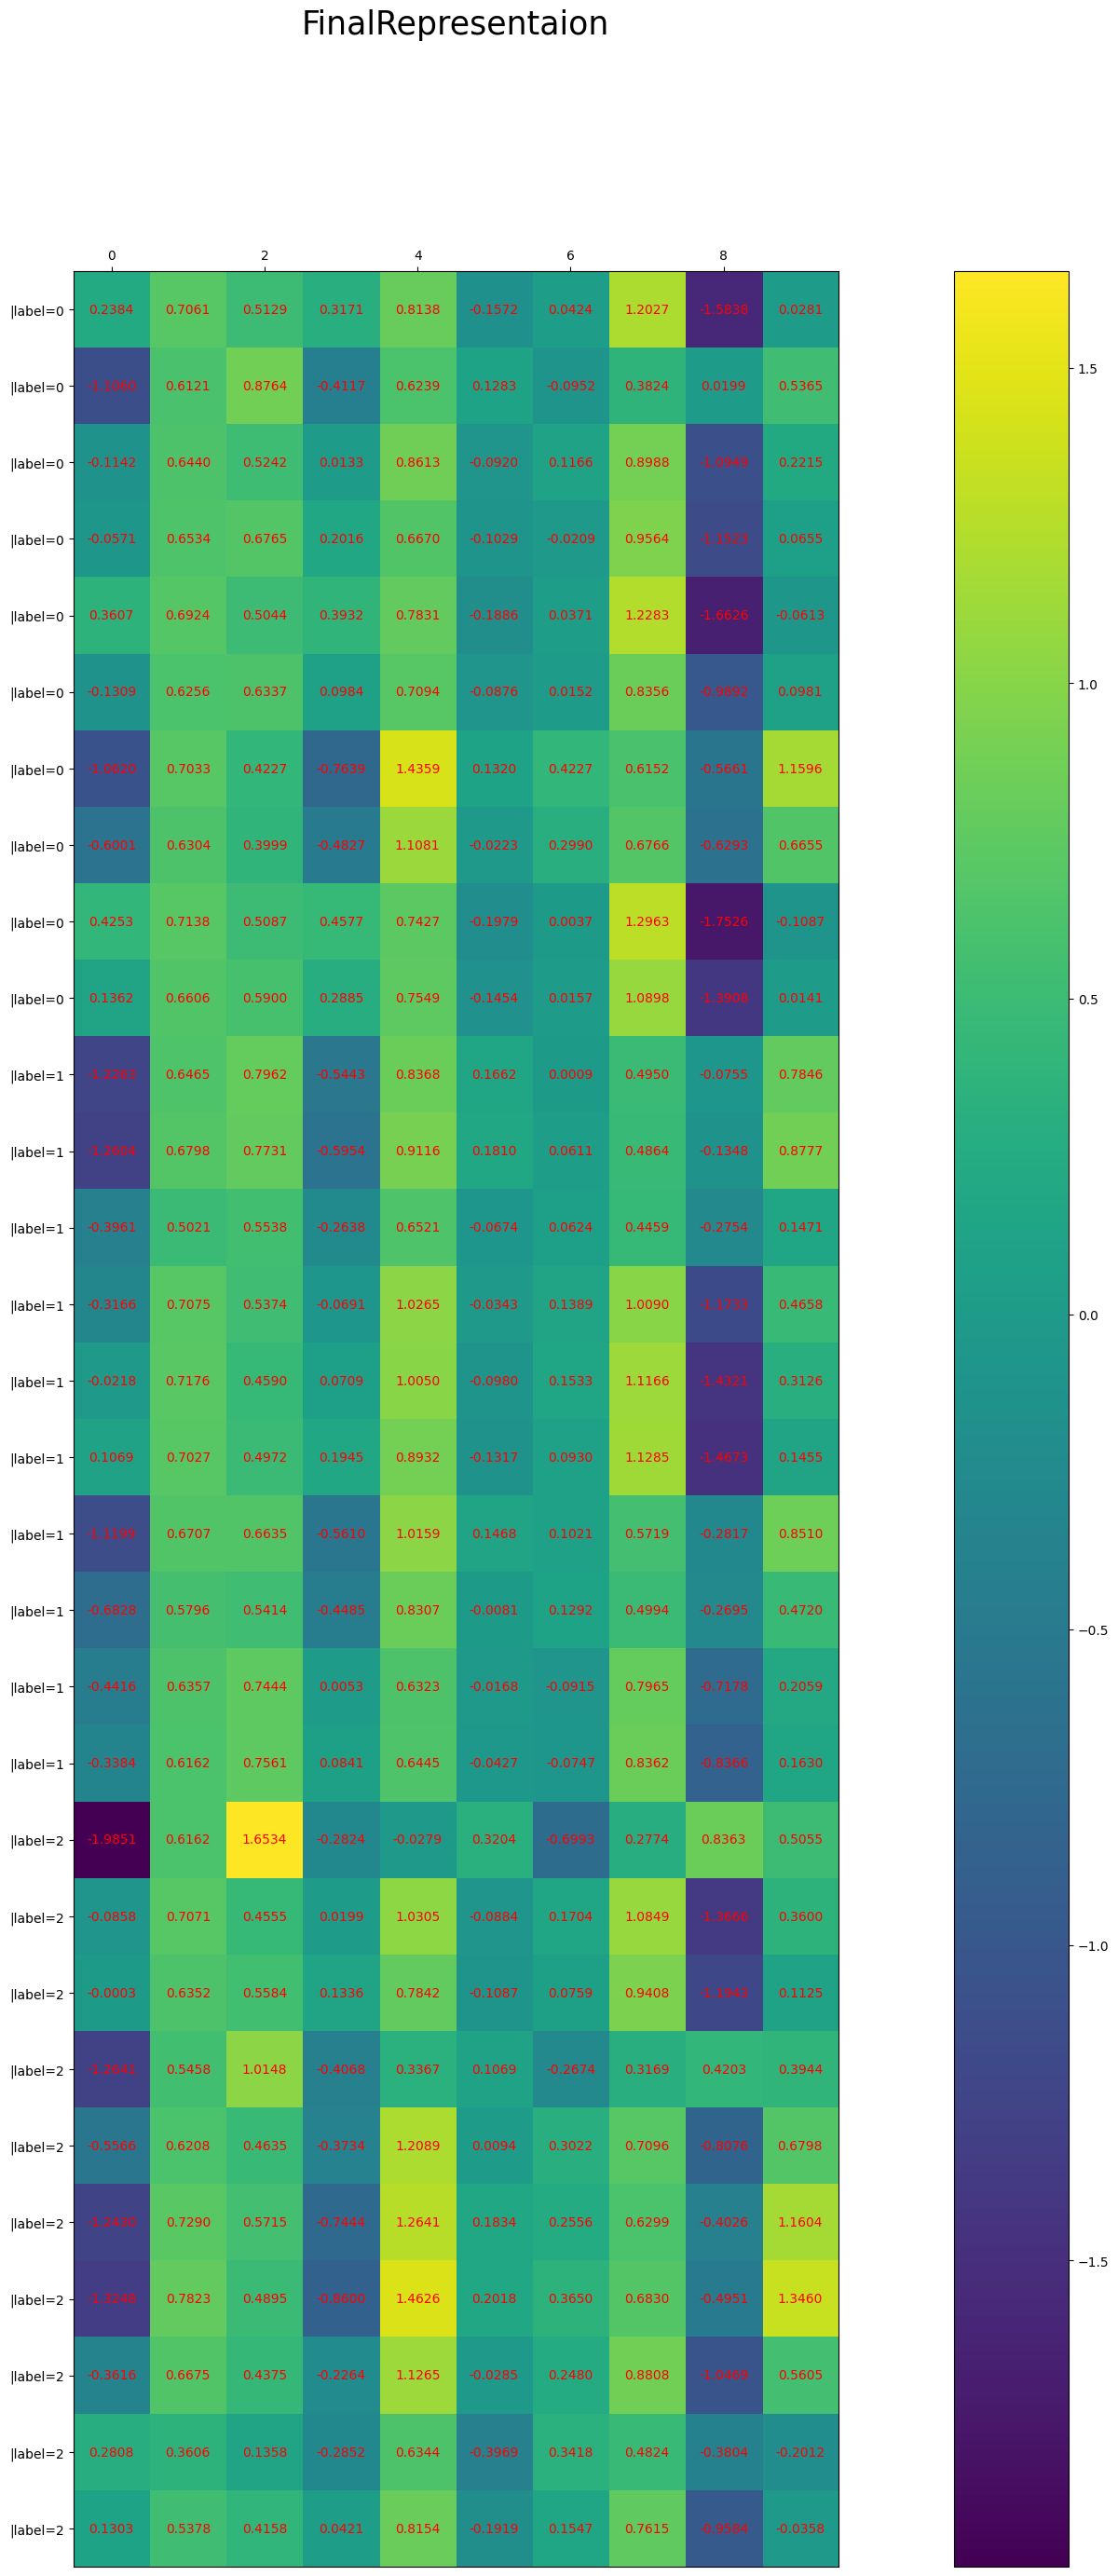 FinalRepresentaion
0 2 4 6 8
|label=0 0.2384 0.7061 0.5129 0.3171 0.8138 -0.1572 0.0424 1.2027 -1.5838 0.0281
|label=0 0.6121 0.8764 -0.4117 0.6239 0.1283 -0.0952 0.3824 0.0199 0.5365
|label=0 -0.1142 0.6440 0.5242 0.0133 0.8613 -0.0920 0.1166 0.8988 0.2215
|label=0 -0.0571 0.6534 0.6765 0.2016 0.6670 -0.1029 -0.0209 0.9564 0.0655
|label=0 0.3607 0.6924 0.5044 0.3932 0.7831 -0.1886 0.0371 1.2283 -1.6626 -0.0613
|label=0 -0.1309 0.6256 0.6337 0.0984 0.7094 -0.0876 0.0152 0.8356 -0.9892 0.0981
|label=0 0.7033 0.4227 -0.7639 1.4359 0.1320 0.4227 0.6152 -0.5661 1.1596
|label=0 -0.6001 0.6304 0.3999 -0.4827 1.1081 -0.0223 0.2990 0.6766 -0.6293 0.6655
|label=0 0.4253 0.7138 0.5087 0.4577 0.7427 -0.1979 0.0037 1.2963 -1.7526 -0.1087
|label=0 0.1362 0.6606 0.5900 0.2885 0.7549 -0.1454 0.0157 1.0898 0.0141
|label=1 0.6465 0.7962 -0.5443 0.8368 0.1662 0.0009 0.4950 -0.0755 0.7846
|label=1 0.6798 0.7731 -0.5954 0.9116 0.1810 0.0611 0.4864 -0.1348 0.8777
|label=1 -0.3961 0.5021 0.5538 -0.2638 0.6521 -0.0674 0.0624 0.4459 -0.2754 0.1471
|label=1 -0.3166 0.7075 0.5374 -0.0691 1.0265 -0.0343 0.1389 1.0090 0.4658
|label=1 -0.0218 0.7176 0.4590 0.0709 1.0050 -0.0980 0.1533 1.1166 -1.4321 0.3126
|label=1 0.1069 0.7027 0.4972 0.1945 0.8932 -0.1317 0.0930 1.1285 -1.4673 0.1455
|label=1 0.6707 0.6635 -0.5610 1.0159 0.1468 0.1021 0.5719 -0.2817 0.8510
|label=1 -0.6828 0.5796 0.5414 -0.4485 0.8307 -0.0081 0.1292 0.4994 -0.2695 0.4720
|label=1 -0.4416 0.6357 0.7444 0.0053 0.6323 -0.0168 -0.0915 0.7965 -0.7178 0.2059
|label=1 -0.3384 0.6162 0.7561 0.0841 0.6445 -0.0427 -0.0747 0.8362 -0.8366 0.1630
|label=2 -1.9851 0.6162 1.6534 -0.2824 -0.0279 0.3204 -0.6993 0.2774 0.8363 0.5055
|label=2 -0.0858 0.7071 0.4555 0.0199 1.0305 -0.0884 0.1704 1.0849 0.3600
|label=2 -0.0003 0.6352 0.5584 0.1336 0.7842 -0.1087 0.0759 0.9408 0.1125
|label=2 0.5458 1.0148 -0.4068 0.3367 0.1069 -0.2674 0.3169 0.4203 0.3944
|label=2 -0.5566 0.6208 0.4635 -0.3734 1.2089 0.0094 0.3022 0.7096 -0.8076 0.6798
|label=2 0.7290 0.5715 -0.7444 1.2641 0.1834 0.2556 0.6299 -0.4026 1.1604
|label=2 0.7823 0.4895 -0.8600 1.4626 0.2018 0.3650 0.6830 -0.4951 1.3460
|label=2 -0.3616 0.6675 0.4375 -0.2264 1.1265 -0.0285 0.2480 0.8808 0.5605
|label=2 0.2808 0.3606 0.1358 -0.2852 0.6344 -0.3969 0.3418 0.4824 -0.3804 -0.2012
|label=2 0.1303 0.5378 0.4158 0.0421 0.8154 -0.1919 0.1547 0.7615 -0.9584 -0.0358
1.5
1.0
0.5
0.0
−0.5
−1.0
−1.5